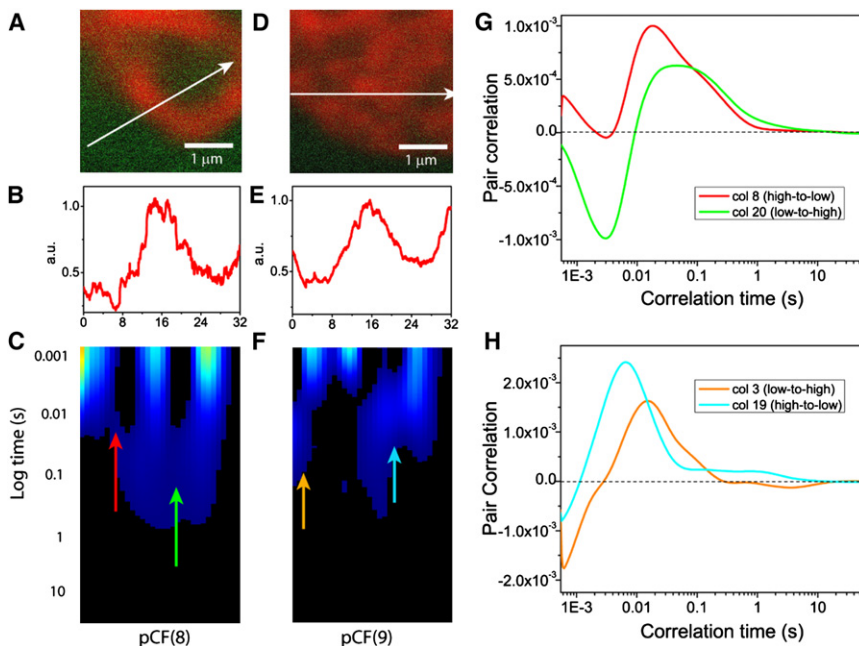 A
1 μm
D
1 μm
B
a.u.
1.0
0.5
0 8 16 24 32
E
a.u.
1.0
0.5
0 8 16 24 32
C
Log time (s)
0.001
0.01
0.1
1
10
pCF(8)
F
pCF(9)
G
Pair correlation
1.0x10-3
5.0x10-4
0.0
-5.0x10-4
-1.0x10-3
col 8 (high-to-low)
col 20 (low-to-high)
1E-3 0.01 0.1 1 10
Correlation time (s)
H
Pair Correlation
2.0x10-3
1.0x10-3
0.0
-1.0x10-3
-2.0x10-3
col 3 (low-to-high)
col 19 (high-to-low)
1E-3 0.01 0.1 1 10
Correlation time (s)